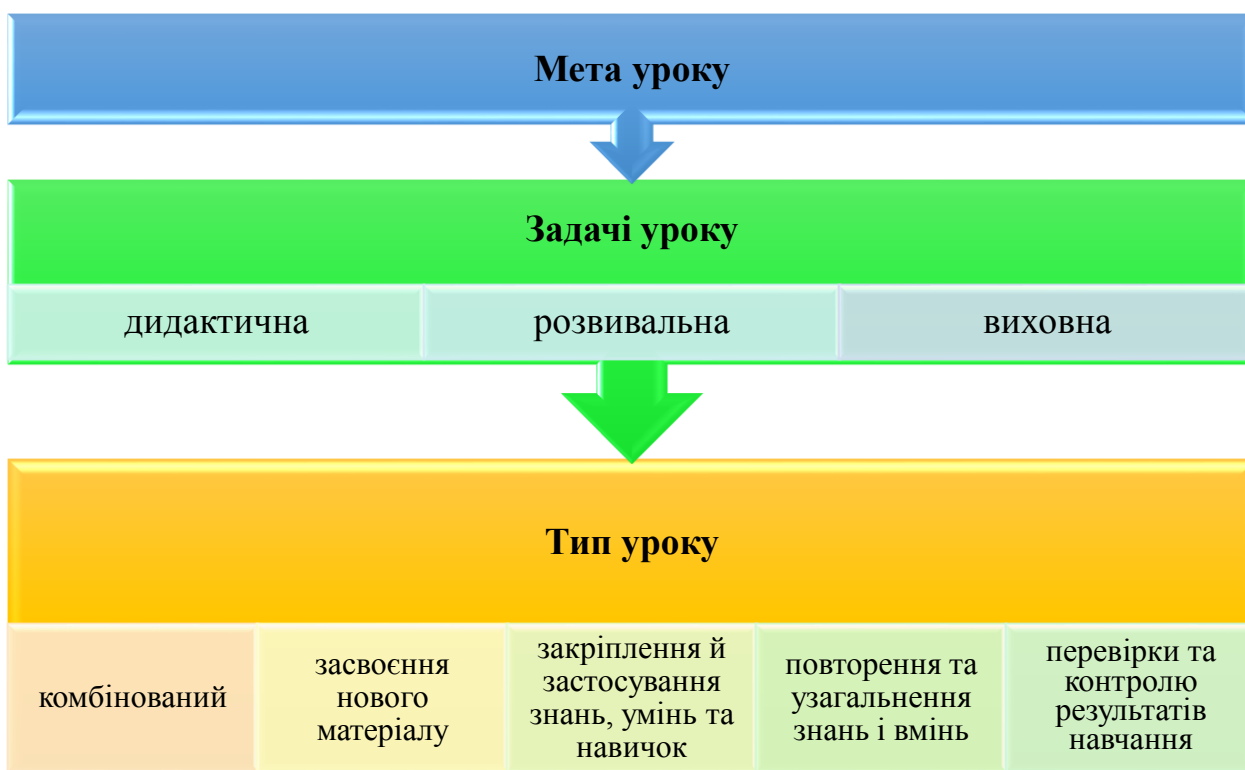 Мета уроку
Задачі уроку
дидактична
розвивальна
виховна
Тип уроку
комбінований
засвоєння
нового
матеріалу
закріплення й
застосування
знань, умінь та
навичок
повторення та
узагальнення
знань і вмінь
перевірки та
контролю
результатів
навчання